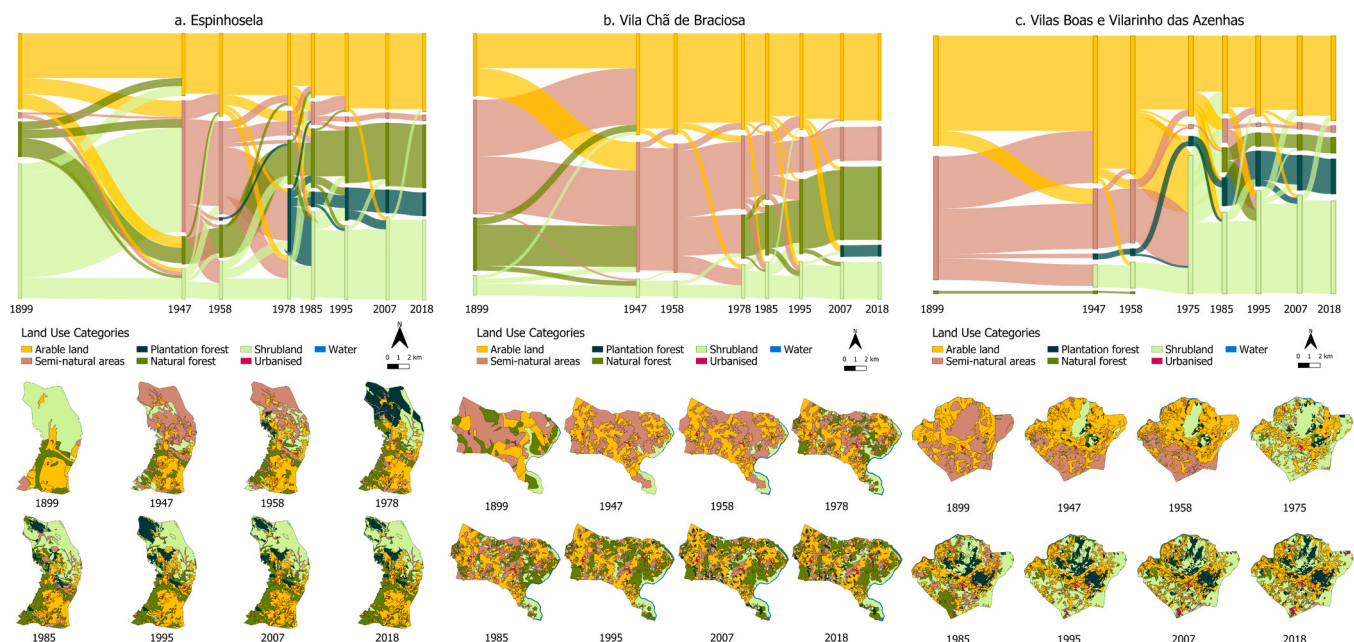 a. Espinhosela
b. Vila Chã de Braciosa
c. Vilas Boas e Vilarinho das Azenhas
1899 1947 1958 1978 1985 1995 2007 2018
1899 1947 1958 1978 1985 1995 2007 2018
1899 1947 1958 1975 1985 1995 2007 2018
Land Use Categories
Arable land Plantation forest Shrubland Water
Semi-natural areas Natural forest Urbanised
N
0 1 2 km
Land Use Categories
Arable land Plantation forest Shrubland Water
Semi-natural areas Natural forest Urbanised
N
0 1 2 km
Land Use Categories
Arable land Plantation forest Shrubland Water
Semi-natural areas Natural forest Urbanised
N
0 1 2 km
1899 1947 1958 1978
1985 1995 2007 2018
1899 1947 1958 1978
1985 1995 2007 2018
1899 1947 1958 1975
1985 1995 2007 2018